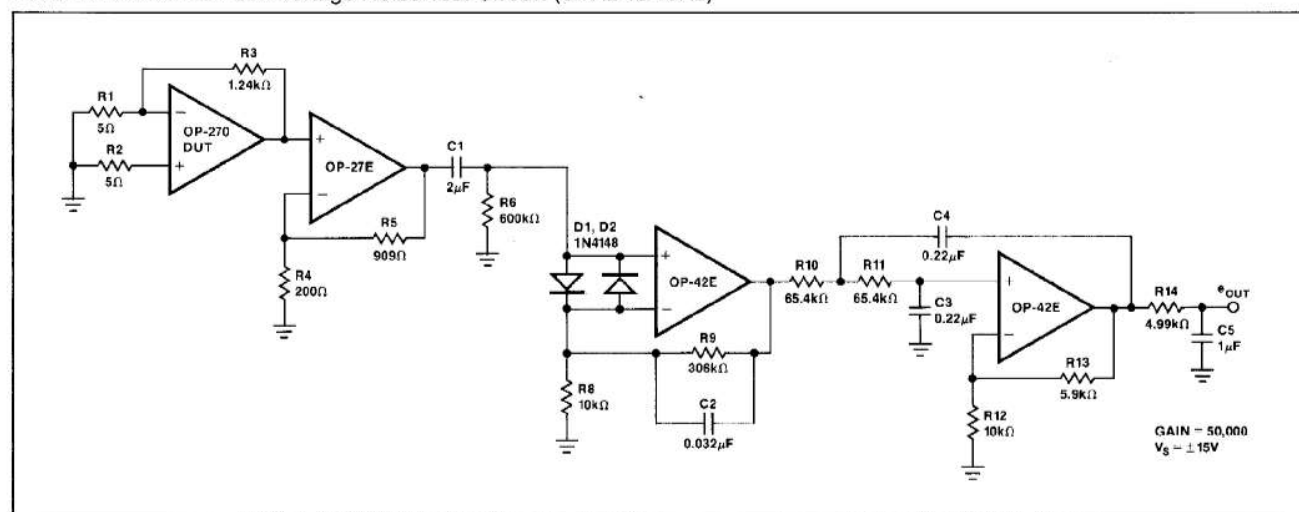 R3
1.24kΩ
R1
5Ω
R2
5Ω
−
+
OP-270
DUT
+
−
OP-27E
R5
909Ω
R4
200Ω
C1
2μF
R6
600kΩ
D1, D2
1N4148
+
−
OP-42E
R9
306kΩ
R8
10kΩ
C2
0.032μF
R10
65.4kΩ
R11
65.4kΩ
C4
0.22μF
C3
0.22μF
+
−
OP-42E
R13
5.9kΩ
R12
10kΩ
R14
4.99kΩ
eOUT
C5
1μF
GAIN = 50,000
VS = ±15V